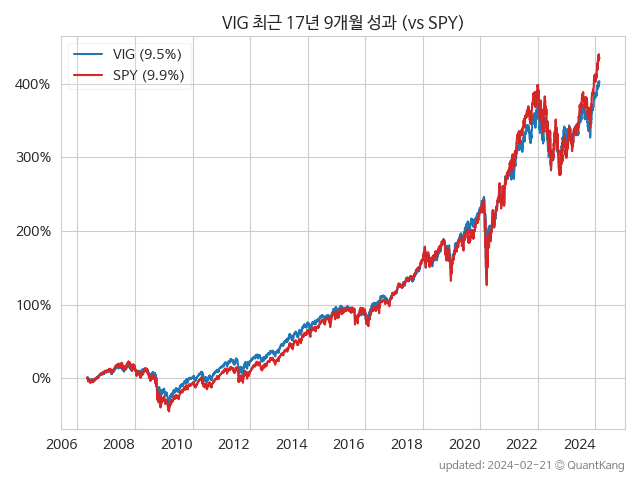 VIG 최근 17년 9개월 성과 (vs SPY)
VIG (9.5%)
SPY (9.9%)
400%
300%
200%
100%
0%
2006 2008 2010 2012 2014 2016 2018 2020 2022 2024
updated: 2024-02-21 © QuantKang